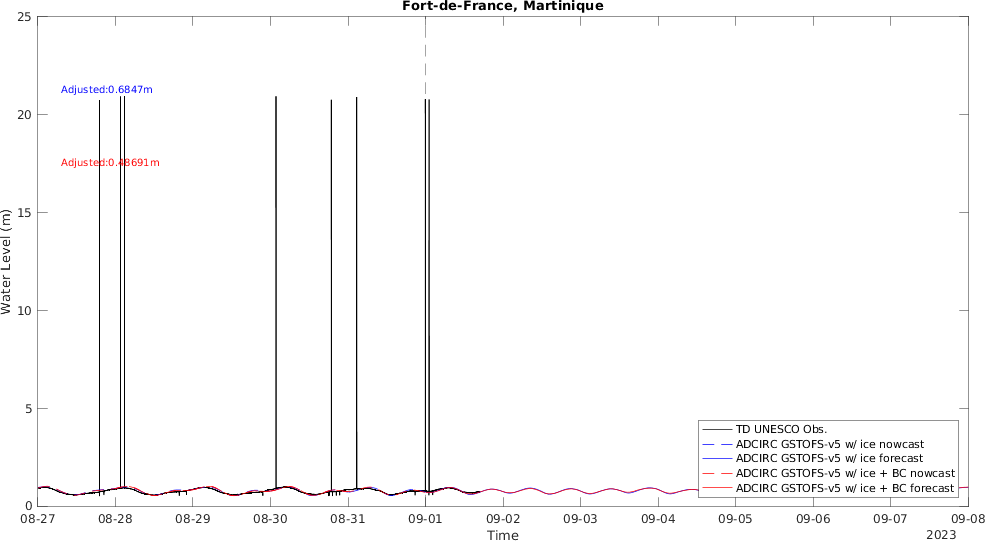 Fort-de-France, Martinique
25
20
15
10
5
0
Water Level (m)
Adjusted:0.6847m
Adjusted:0.48691m
TD UNESCO Obs.
ADCIRC GSTOFS-v5 w/ ice nowcast
ADCIRC GSTOFS-v5 w/ ice forecast
ADCIRC GSTOFS-v5 w/ ice + BC nowcast
ADCIRC GSTOFS-v5 w/ ice + BC forecast
08-27 08-28 08-29 08-30 08-31 09-01 09-02 09-03 09-04 09-05 09-06 09-07 09-08
Time
2023